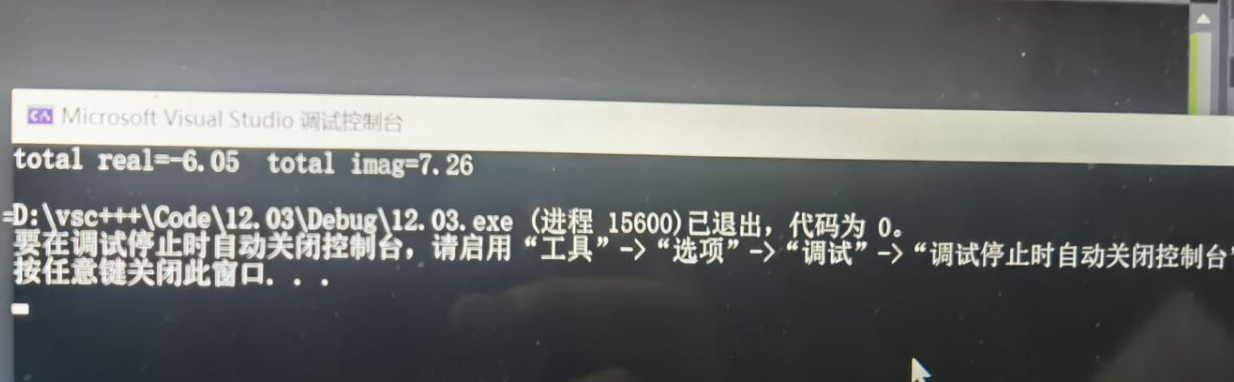 Microsoft Visual Studio 调试控制台
total real=-6.05  total imag=7.26
=D:\vsc+++\Code\12.03\Debug\12.03.exe (进程 15600)已退出，代码为 0。
要在调试停止时自动关闭控制台，请启用“工具”->“选项”->“调试”->“调试停止时自动关闭控制台”
按任意键关闭此窗口. . .